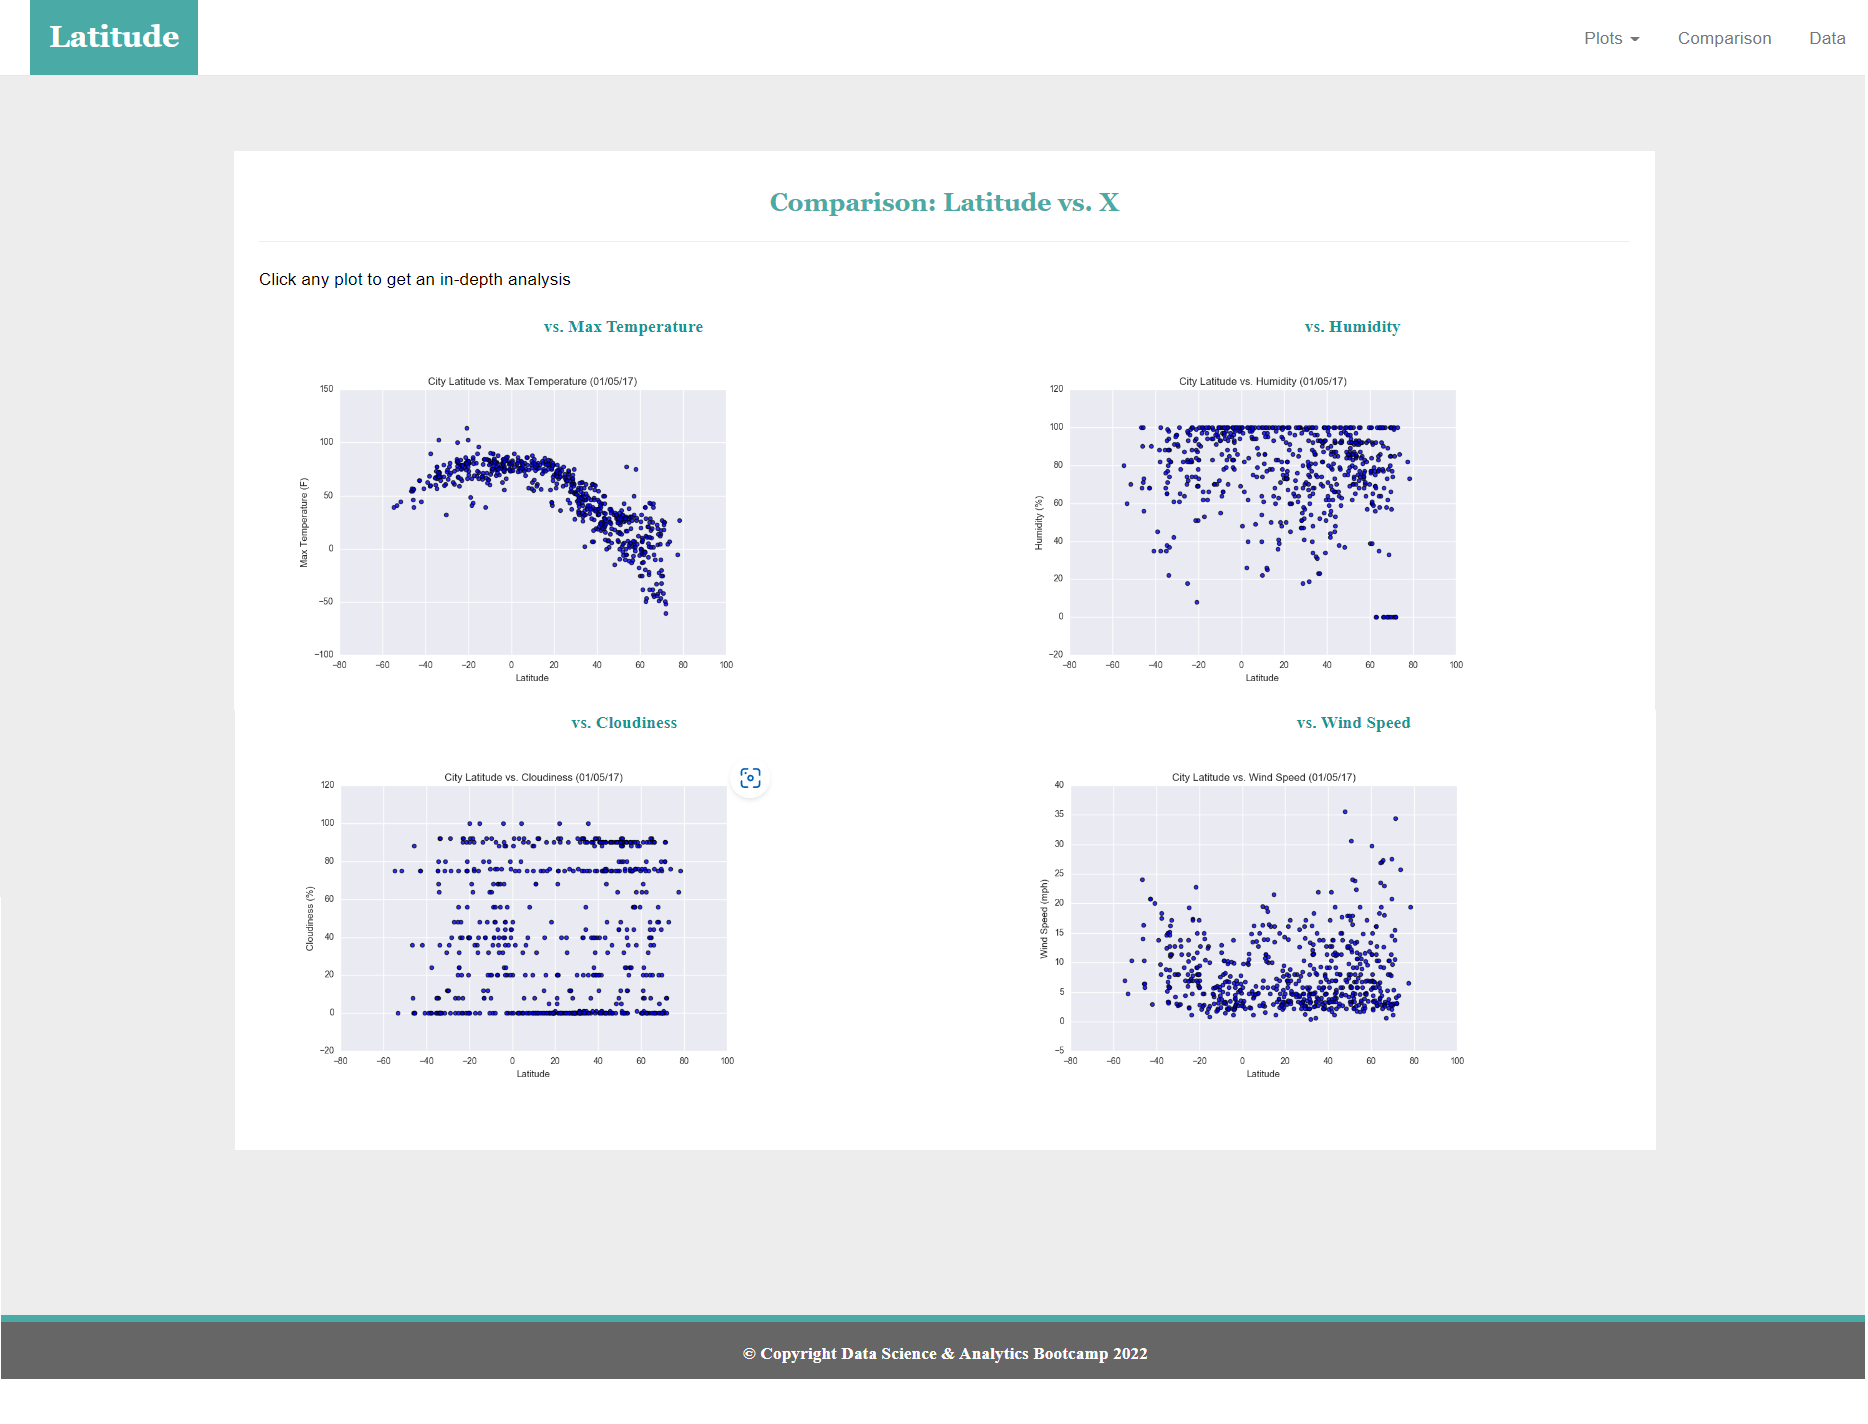 Latitude
Plots Comparison Data
Comparison: Latitude vs. X
Click any plot to get an in-depth analysis
vs. Max Temperature
City Latitude vs. Max Temperature (01/05/17)
150
100
50
0
−50
−100
Max Temperature (F)
−80 −60 −40 −20 0 20 40 60 80 100
Latitude
vs. Humidity
City Latitude vs. Humidity (01/05/17)
120
100
80
60
40
20
0
−20
Humidity (%)
−80 −60 −40 −20 0 20 40 60 80 100
Latitude
vs. Cloudiness
City Latitude vs. Cloudiness (01/05/17)
120
100
80
60
40
20
0
−20
Cloudiness (%)
−80 −60 −40 −20 0 20 40 60 80 100
Latitude
vs. Wind Speed
City Latitude vs. Wind Speed (01/05/17)
40
35
30
25
20
15
10
5
0
−5
Wind Speed (mph)
−80 −60 −40 −20 0 20 40 60 80 100
Latitude
© Copyright Data Science & Analytics Bootcamp 2022